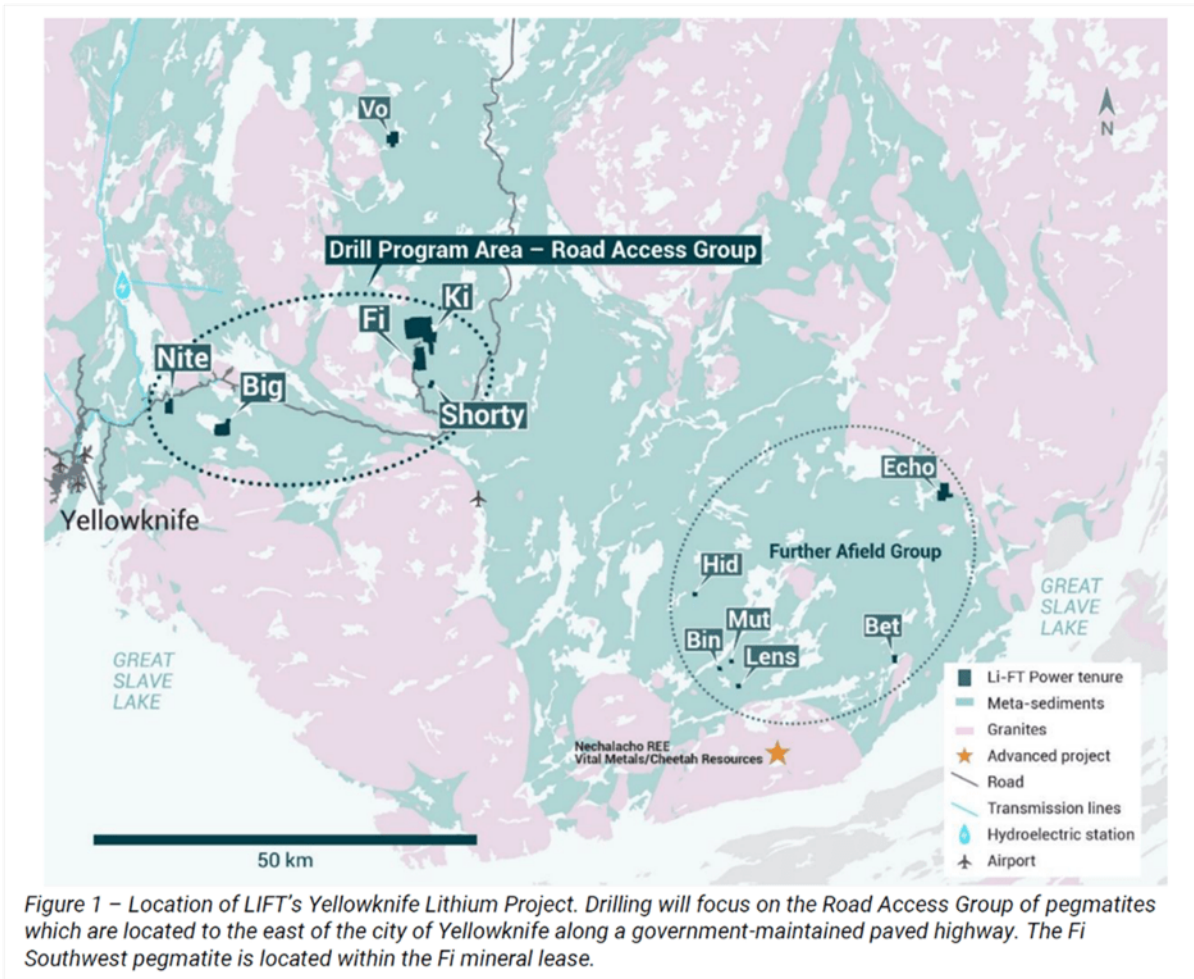 Vo
N
Drill Program Area – Road Access Group
Ki
Fi
Nite
Big
Shorty
Echo
Yellowknife
Further Afield Group
Hid
GREAT
SLAVE
LAKE
Mut
Bin
Bet
Lens
GREAT
SLAVE
LAKE
Li-FT Power tenure
Meta-sediments
Granites
Advanced project
Road
Transmission lines
Hydroelectric station
Airport
Nechalacho REE
Vital Metals/Cheetah Resources
50 km
Figure 1 – Location of LIFT's Yellowknife Lithium Project. Drilling will focus on the Road Access Group of pegmatites
which are located to the east of the city of Yellowknife along a government-maintained paved highway. The Fi
Southwest pegmatite is located within the Fi mineral lease.